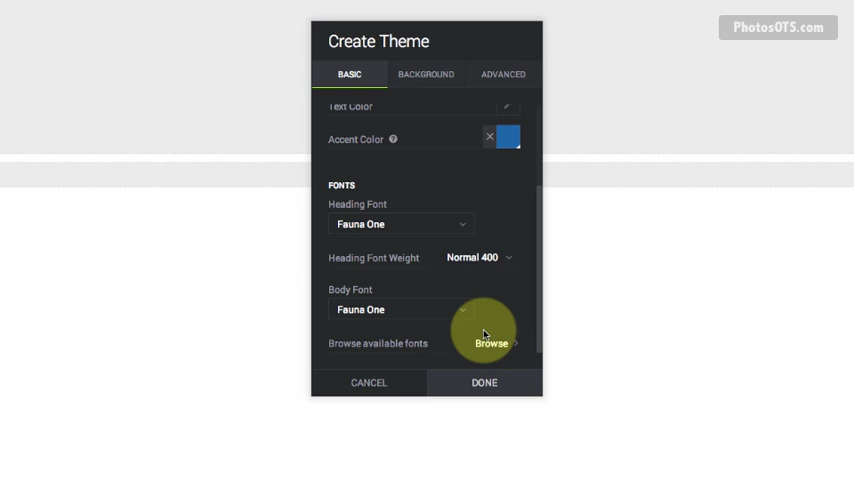 PhotosOTS.com
Create Theme
BASIC BACKGROUND ADVANCED
Text Color
Accent Color ?
FONTS
Heading Font
Fauna One
Heading Font Weight Normal 400
Body Font
Fauna One
Browse available fonts Browse
CANCEL DONE